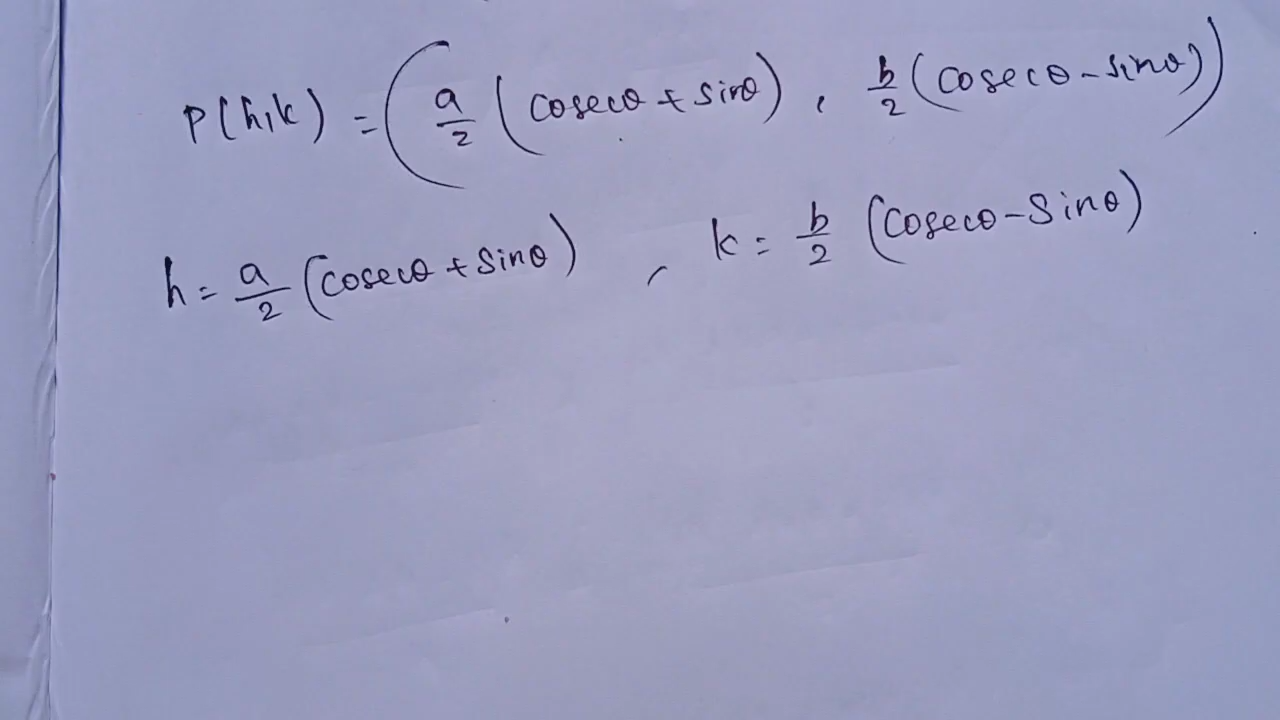 P(h,k) = (a/2 (cosecθ + sinθ), b/2 (cosecθ - sinθ))
h = a/2 (cosecθ + sinθ) , k = b/2 (cosecθ - sinθ)